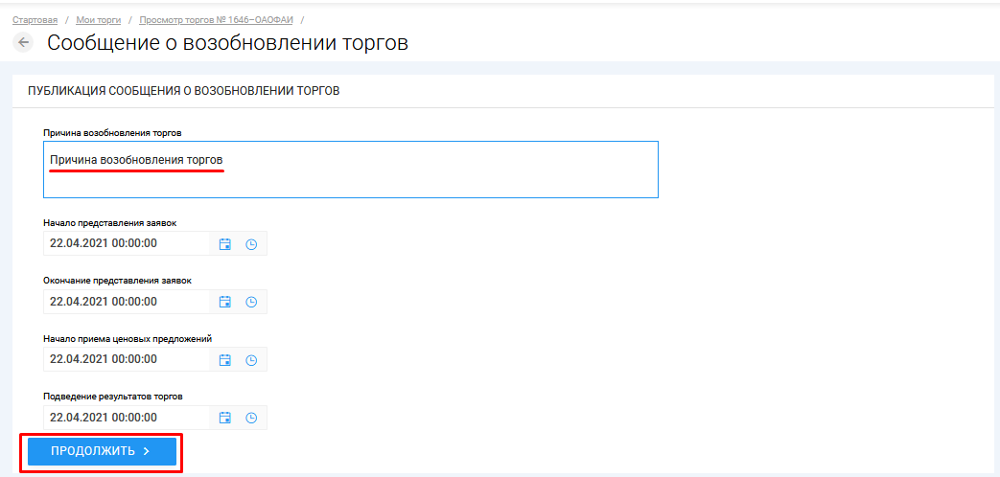 Стартовая / Мои торги / Просмотр торгов № 1646–ОАОФАИ /
Сообщение о возобновлении торгов
ПУБЛИКАЦИЯ СООБЩЕНИЯ О ВОЗОБНОВЛЕНИИ ТОРГОВ
Причина возобновления торгов
Причина возобновления торгов
Начало представления заявок
22.04.2021 00:00:00
Окончание представления заявок
22.04.2021 00:00:00
Начало приема ценовых предложений
22.04.2021 00:00:00
Подведение результатов торгов
22.04.2021 00:00:00
ПРОДОЛЖИТЬ